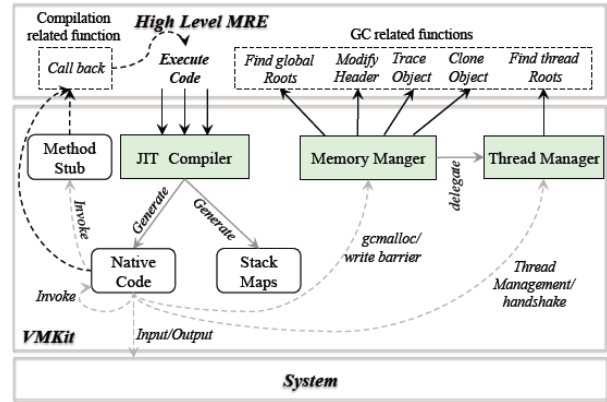 Compilation
related function
High Level MRE
GC related functions
Call back
Execute
Code
Find global
Roots
Modify
Header
Trace
Object
Clone
Object
Find thread
Roots
Method
Stub
JIT Compiler
Memory Manger
Thread Manager
delegate
Invoke
Generate
Generate
gcmalloc/
write barrier
Native
Code
Stack
Maps
Thread
Management/
handshake
Invoke
Input/Output
VMKit
System